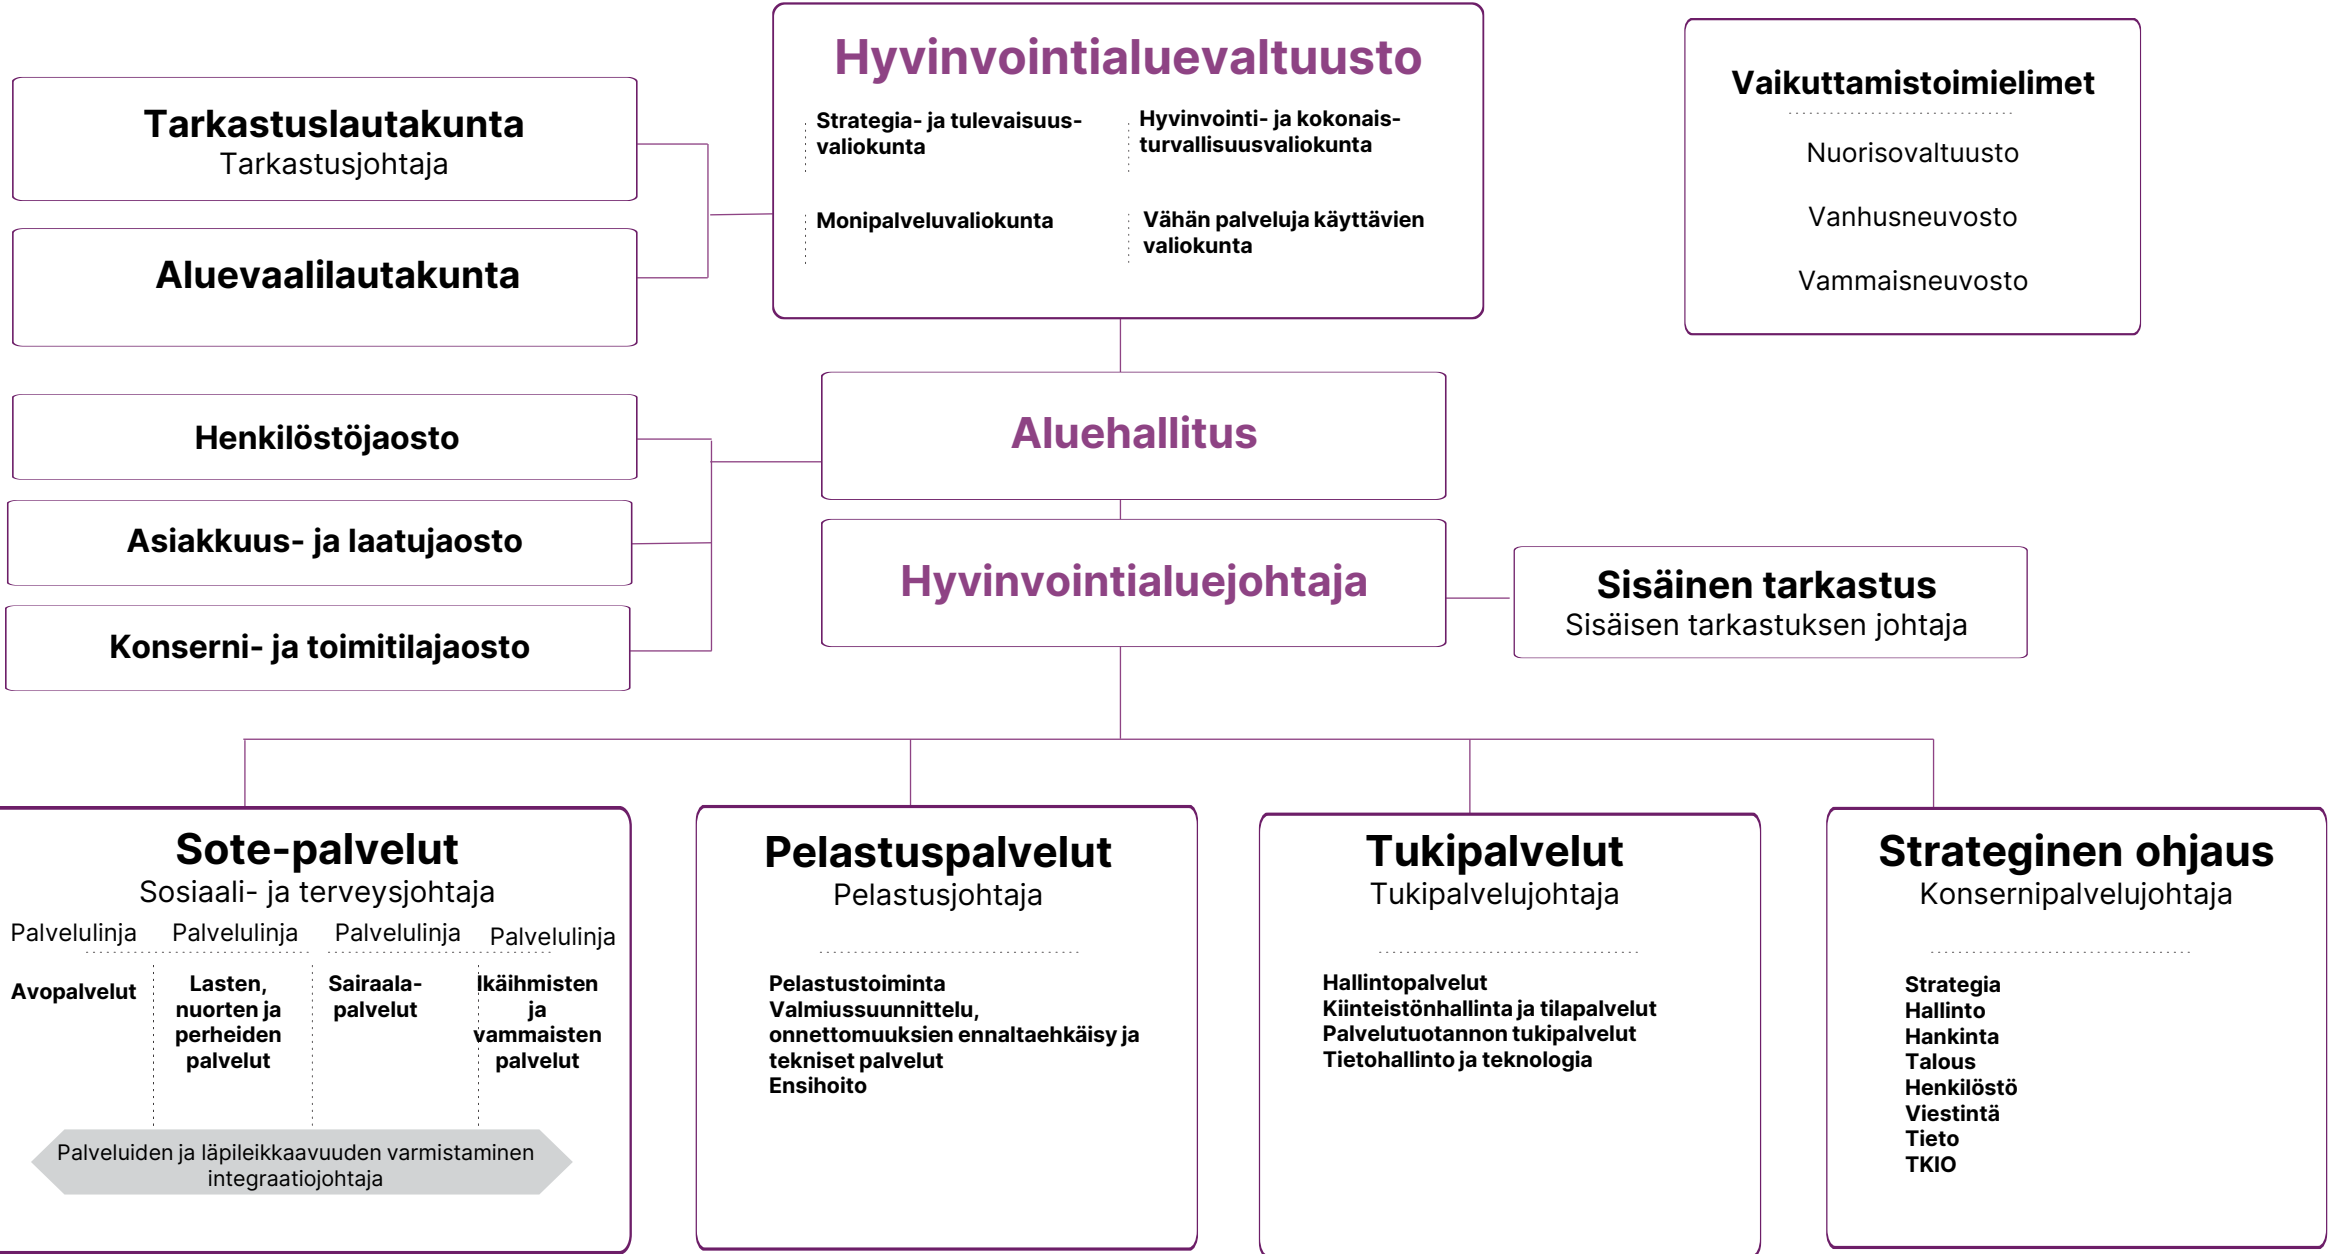 Hyvinvointialuevaltuusto
Strategia- ja tulevaisuus-
valiokunta
Hyvinvointi- ja kokonais-
turvallisuusvaliokunta
Monipalveluvaliokunta
Vähän palveluja käyttävien
valiokunta
Vaikuttamistoimielimet
Nuorisovaltuusto
Vanhusneuvosto
Vammaisneuvosto
Tarkastuslautakunta
Tarkastusjohtaja
Aluevaalilautakunta
Aluehallitus
Henkilöstöjaosto
Asiakkuus- ja laatujaosto
Konserni- ja toimitilajaosto
Hyvinvointialuejohtaja
Sisäinen tarkastus
Sisäisen tarkastuksen johtaja
Sote-palvelut
Sosiaali- ja terveysjohtaja
Palvelulinja
Avopalvelut
Palvelulinja
Lasten,
nuorten ja
perheiden
palvelut
Palvelulinja
Sairaala-
palvelut
Palvelulinja
Ikäihmisten
ja
vammaisten
palvelut
Palveluiden ja läpileikkaavuuden varmistaminen
integraatiojohtaja
Pelastuspalvelut
Pelastusjohtaja
Pelastustoiminta
Valmiussuunnittelu,
onnettomuuksien ennaltaehkäisy ja
tekniset palvelut
Ensihoito
Tukipalvelut
Tukipalvelujohtaja
Hallintopalvelut
Kiinteistönhallinta ja tilapalvelut
Palvelutuotannon tukipalvelut
Tietohallinto ja teknologia
Strateginen ohjaus
Konsernipalvelujohtaja
Strategia
Hallinto
Hankinta
Talous
Henkilöstö
Viestintä
Tieto
TKIO